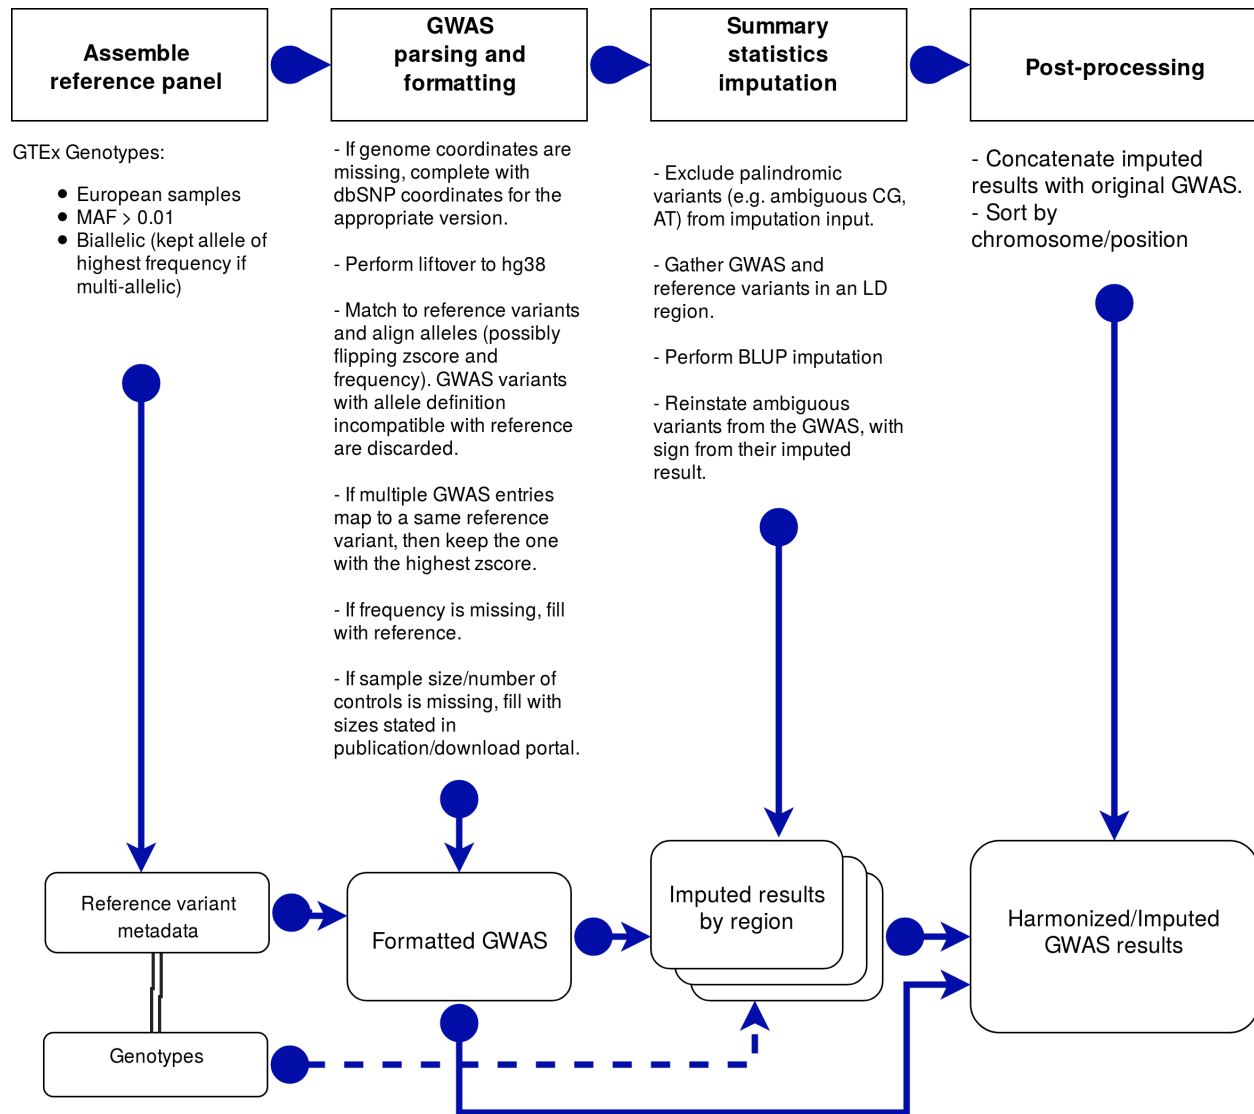 Assemble
reference panel
GWAS
parsing and
formatting
Summary
statistics
imputation
Post-processing
GTEx Genotypes:
● European samples
● MAF > 0.01
● Biallelic (kept allele of
highest frequency if
multi-allelic)
- If genome coordinates are
missing, complete with
dbSNP coordinates for the
appropriate version.
- Perform liftover to hg38
- Match to reference variants
and align alleles (possibly
flipping zscore and
frequency). GWAS variants
with allele definition
incompatible with reference
are discarded.
- If multiple GWAS entries
map to a same reference
variant, then keep the one
with the highest zscore.
- If frequency is missing, fill
with reference.
- If sample size/number of
controls is missing, fill with
sizes stated in
publication/download portal.
- Exclude palindromic
variants (e.g. ambiguous CG,
AT) from imputation input.
- Gather GWAS and
reference variants in an LD
region.
- Perform BLUP imputation
- Reinstate ambiguous
variants from the GWAS, with
sign from their imputed
result.
- Concatenate imputed
results with original GWAS.
- Sort by
chromosome/position
Reference variant
metadata
Genotypes
Formatted GWAS
Imputed results
by region
Harmonized/Imputed
GWAS results